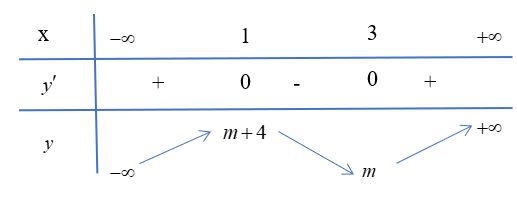 x −∞ 1 3 +∞
y′ + 0 - 0 +
m+4 +∞
y
−∞ m